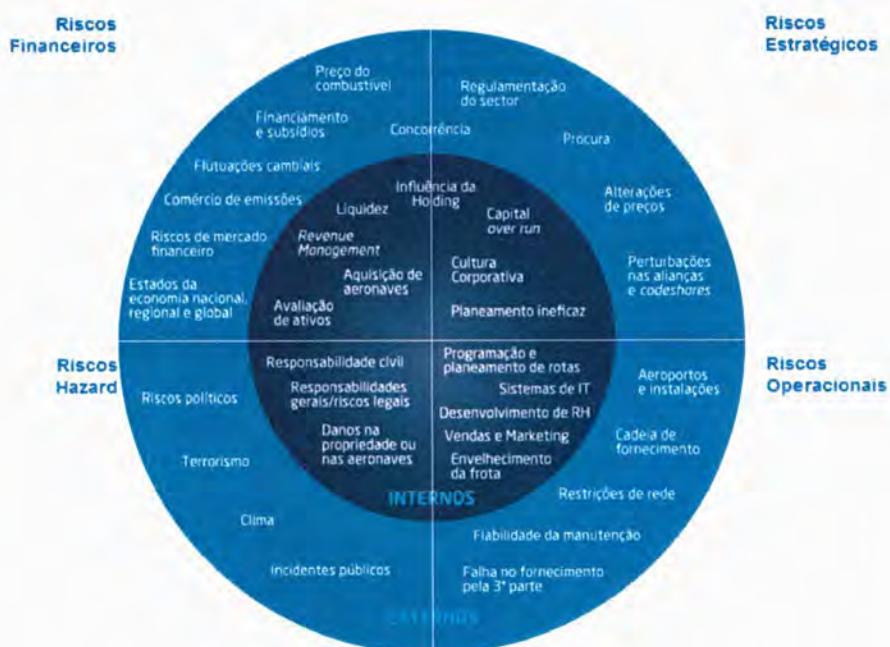 Riscos
Financeiros
Riscos
Estratégicos
Preço do
combustível
Financiamento
e subsídios
Concorrência
Flutuações cambiais
Comércio de emissões
Riscos de mercado
financeiro
Estados da
economia nacional,
regional e global
Regulamentação
do sector
Procura
Alterações
de preços
Perturbações
nas alianças
e codeshares
Influência da
Holding
Liquidez
Revenue
Management
Aquisição de
aeronaves
Avaliação
de ativos
Capital
over run
Cultura
Corporativa
Planeamento ineficaz
Riscos
Hazard
Riscos
Operacionais
Responsabilidade civil
Responsabilidades
gerais/riscos legais
Danos na
propriedade ou
nas aeronaves
Programação e
planeamento de rotas
Sistemas de IT
Desenvolvimento de RH
Vendas e Marketing
Envelhecimento
da frota
INTERNOS
Riscos políticos
Terrorismo
Clima
Incidentes públicos
Aeroportos
e instalações
Cadeia de
fornecimento
Restrições de rede
Fiabilidade da manutenção
Falha no fornecimento
pela 3ª parte
EXTERNOS